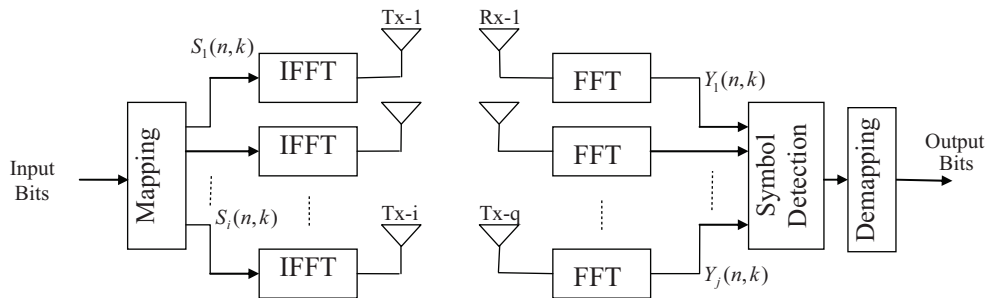 Tx-1
Rx-1
S₁(n,k)
IFFT
FFT
Y₁(n,k)
Input
Bits
Mapping
IFFT
FFT
Symbol
Detection
Demapping
Output
Bits
Sᵢ(n,k)
Tx-i
Tx-q
IFFT
FFT
Yⱼ(n,k)